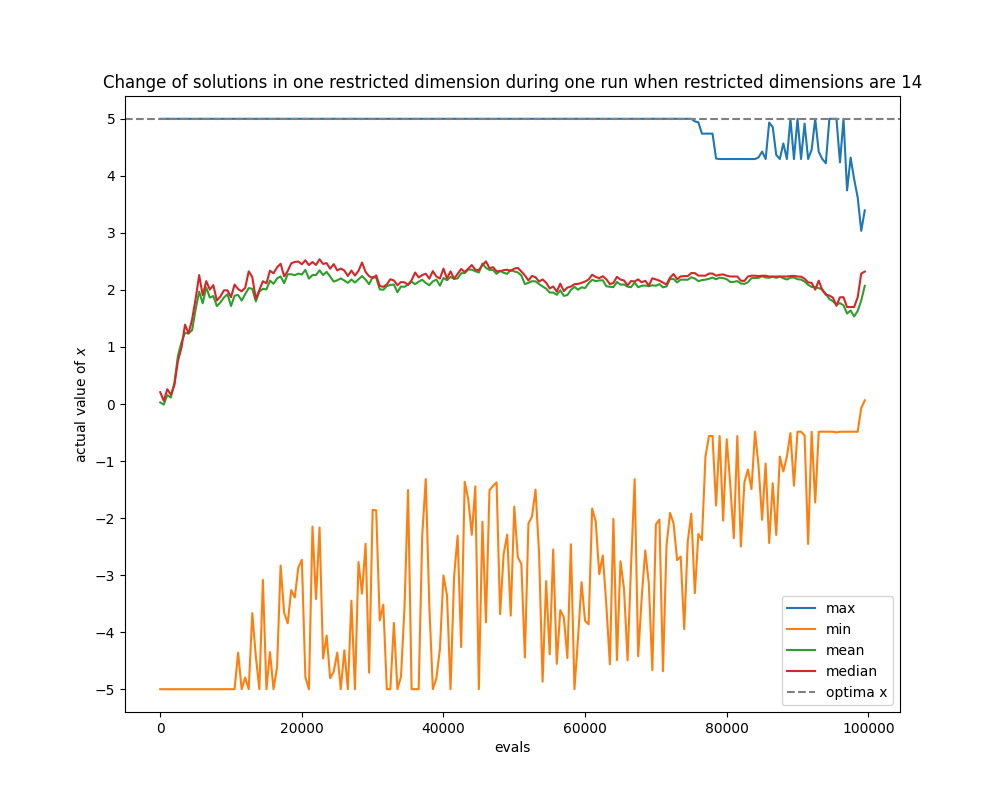 Change of solutions in one restricted dimension during one run when restricted dimensions are 14
5
4
3
2
1
0
−1
−2
−3
−4
−5
actual value of x
0 20000 40000 60000 80000 100000
evals
max
min
mean
median
optima x